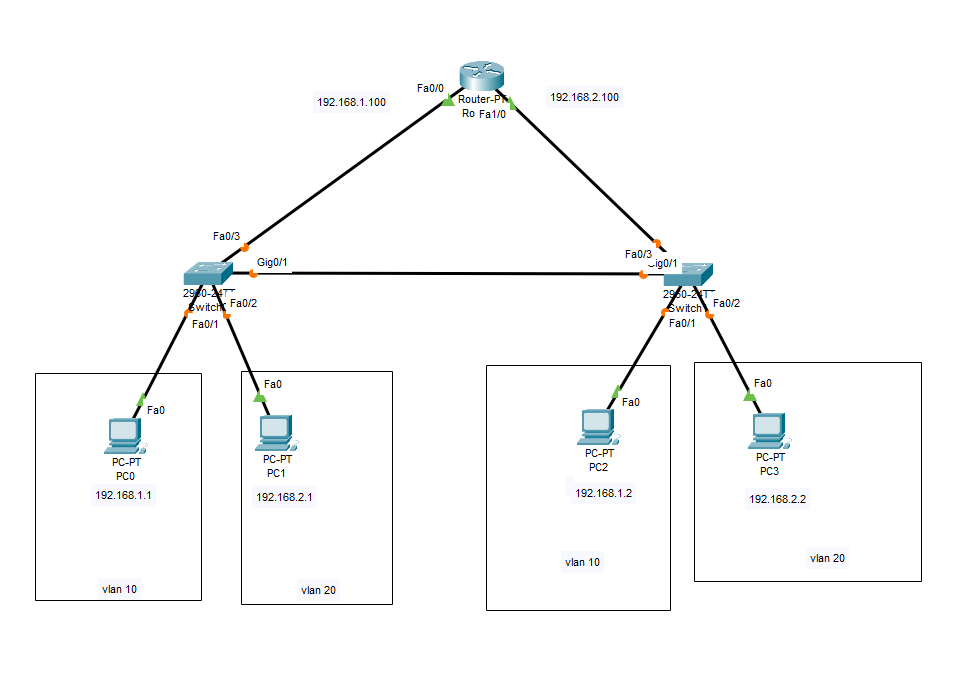 Fa0/0
192.168.1.100
192.168.2.100
Router-PT
Ro
Fa1/0
Fa0/3
Gig0/1
Fa0/3
Gig0/1
2960-24TT
Switch
Fa0/2
Fa0/1
2960-24TT
Switch
Fa0/2
Fa0/1
Fa0
PC-PT
PC0
192.168.1.1
vlan 10
Fa0
PC-PT
PC1
192.168.2.1
vlan 20
Fa0
PC-PT
PC2
192.168.1.2
vlan 10
Fa0
PC-PT
PC3
192.168.2.2
vlan 20